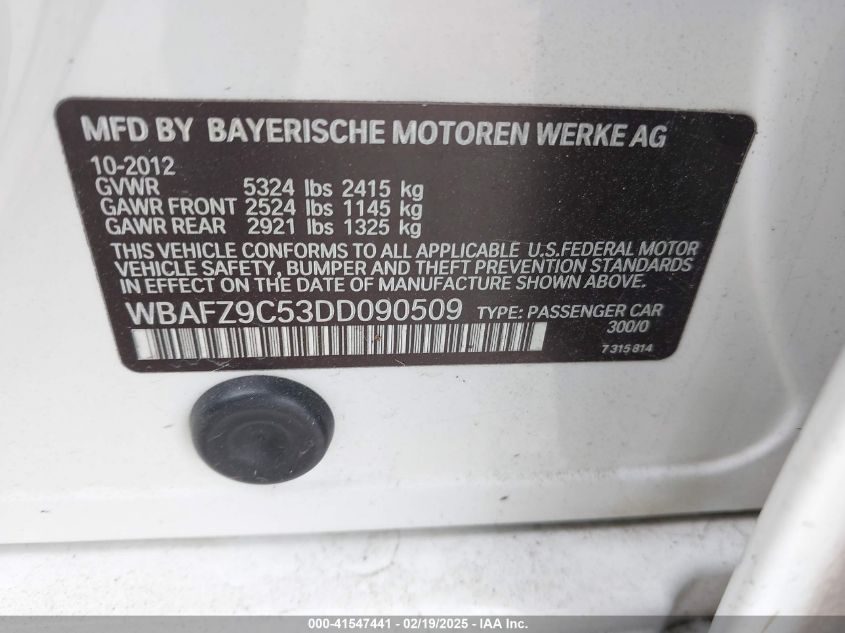 MFD BY BAYERISCHE MOTOREN WERKE AG
10-2012
GVWR 5324 lbs 2415 kg
GAWR FRONT 2524 lbs 1145 kg
GAWR REAR 2921 lbs 1325 kg
THIS VEHICLE CONFORMS TO ALL APPLICABLE U.S.FEDERAL MOTOR
VEHICLE SAFETY, BUMPER AND THEFT PREVENTION STANDARDS
IN EFFECT ON THE DATE OF MANUFACTURE SHOWN ABOVE.
WBAFZ9C53DD090509 TYPE: PASSENGER CAR
300/0
7 315 814
000-41547441 - 02/19/2025 - IAA Inc.